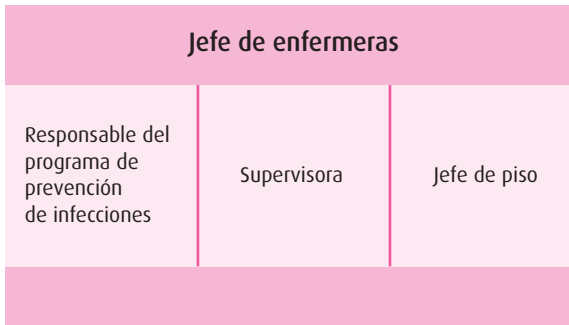 Jefe de enfermeras
Responsable del
programa de
prevención
de infecciones
Supervisora
Jefe de piso